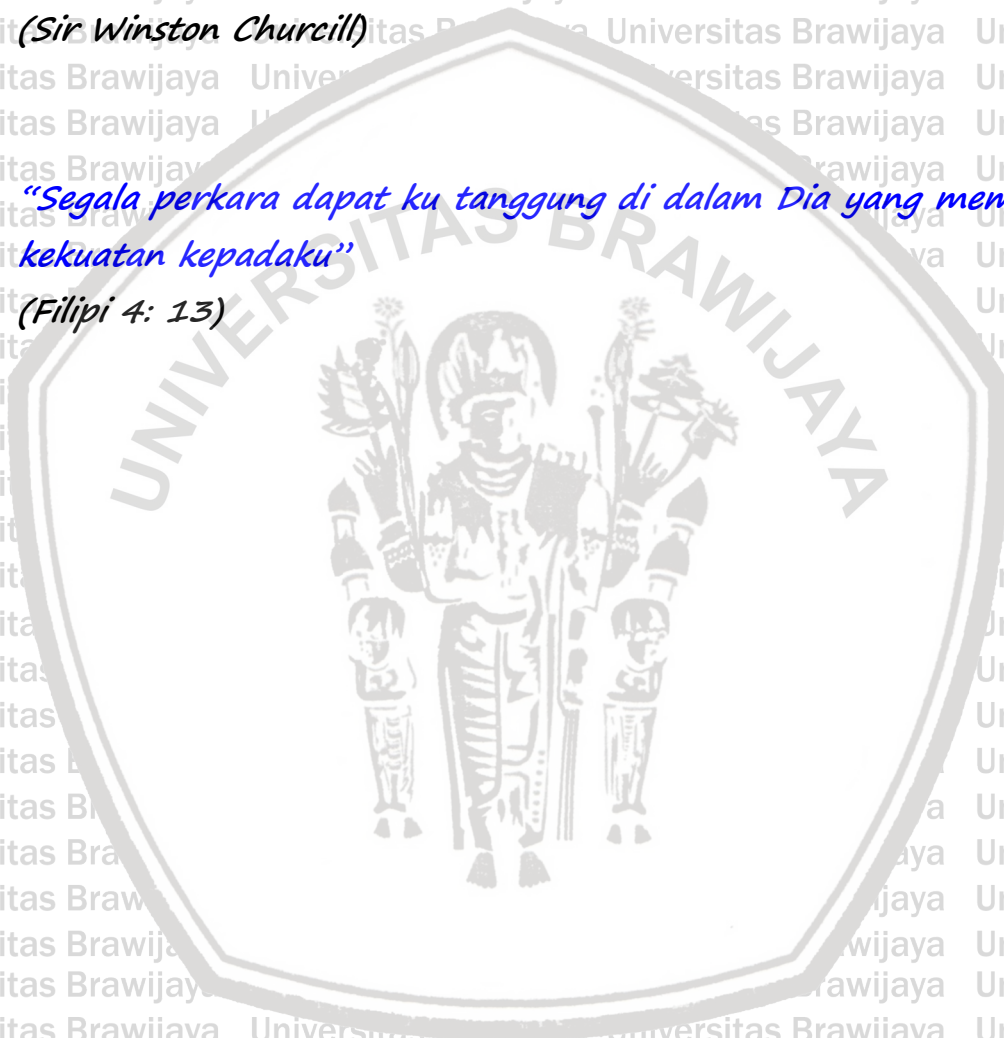 (Sir Winston Churcill)
“Segala perkara dapat ku tanggung di dalam Dia yang mem
kekuatan kepadaku”
(Filipi 4: 13)
UNIVERSITAS BRAWIJAYA